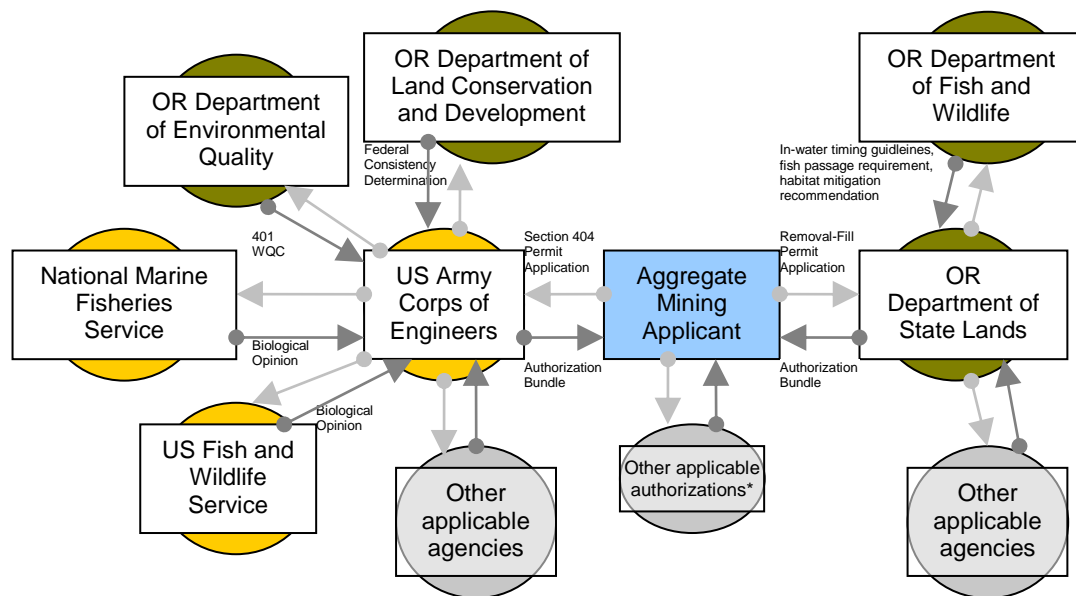 OR Department of
Land Conservation
and Development
OR Department
of Fish and
Wildlife
OR Department
of Environmental
Quality
Federal
Consistency
Determination
In-water timing guidleines,
fish passage requirement,
habitat mitigation
recommendation
401
WQC
Section 404
Permit
Application
Removal-Fill
Permit
Application
National Marine
Fisheries
Service
US Army
Corps of
Engineers
Aggregate
Mining
Applicant
OR
Department of
State Lands
Biological
Opinion
Authorization
Bundle
Authorization
Bundle
Biological
Opinion
US Fish and
Wildlife
Service
Other
applicable
agencies
Other applicable
authorizations*
Other
applicable
agencies